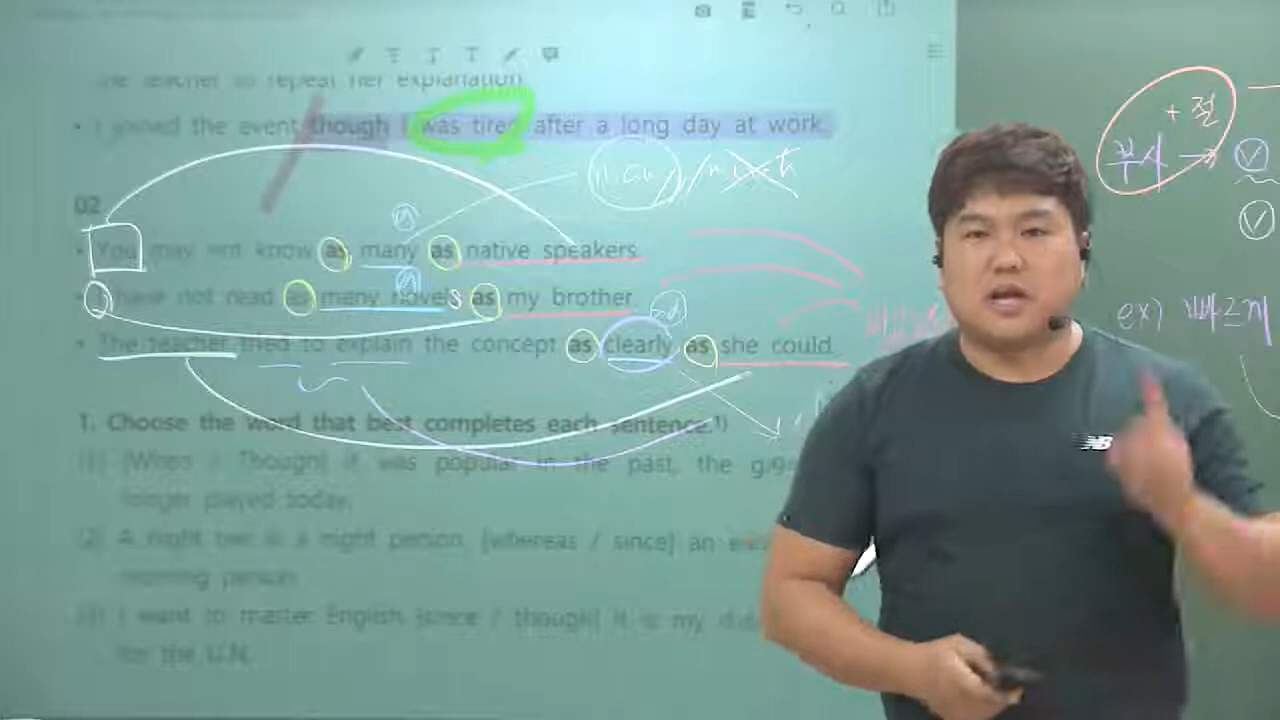 the teacher to repeat her explanation.
• I joined the event though I was tired after a long day at work.
+ 절
부사 →
02
ⓝ
• You may not know as many as native speakers.
ⓝ
• I have not read as meny novels as my brother.
ex)
• The teacher tried to explain the concept as clearly as she could.
1. Choose the word that best completes each sentence.¹⁾
NB
(1) (When / Though) it was popular in the past, the
longer played today.
(2) A night owl is a night person (whereas / since) an
morning person.
(3) I want to master English (since / though) it is my
for the U.N.